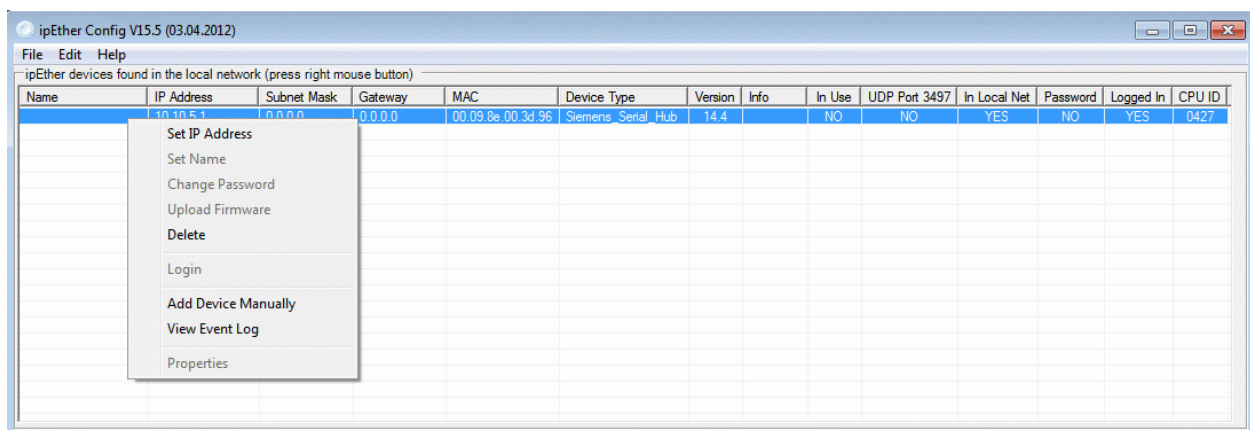 ipEther Config V15.5 (03.04.2012)
File Edit Help
ipEther devices found in the local network (press right mouse button)
Name IP Address Subnet Mask Gateway MAC Device Type Version Info In Use UDP Port 3497 In Local Net Password Logged In CPU ID
10.10.5.1 0.0.0.0 0.0.0.0 00.09.8e.00.3d.96 Siemens_Serial_Hub 14.4 NO NO YES NO YES 0427
Set IP Address
Set Name
Change Password
Upload Firmware
Delete
Login
Add Device Manually
View Event Log
Properties